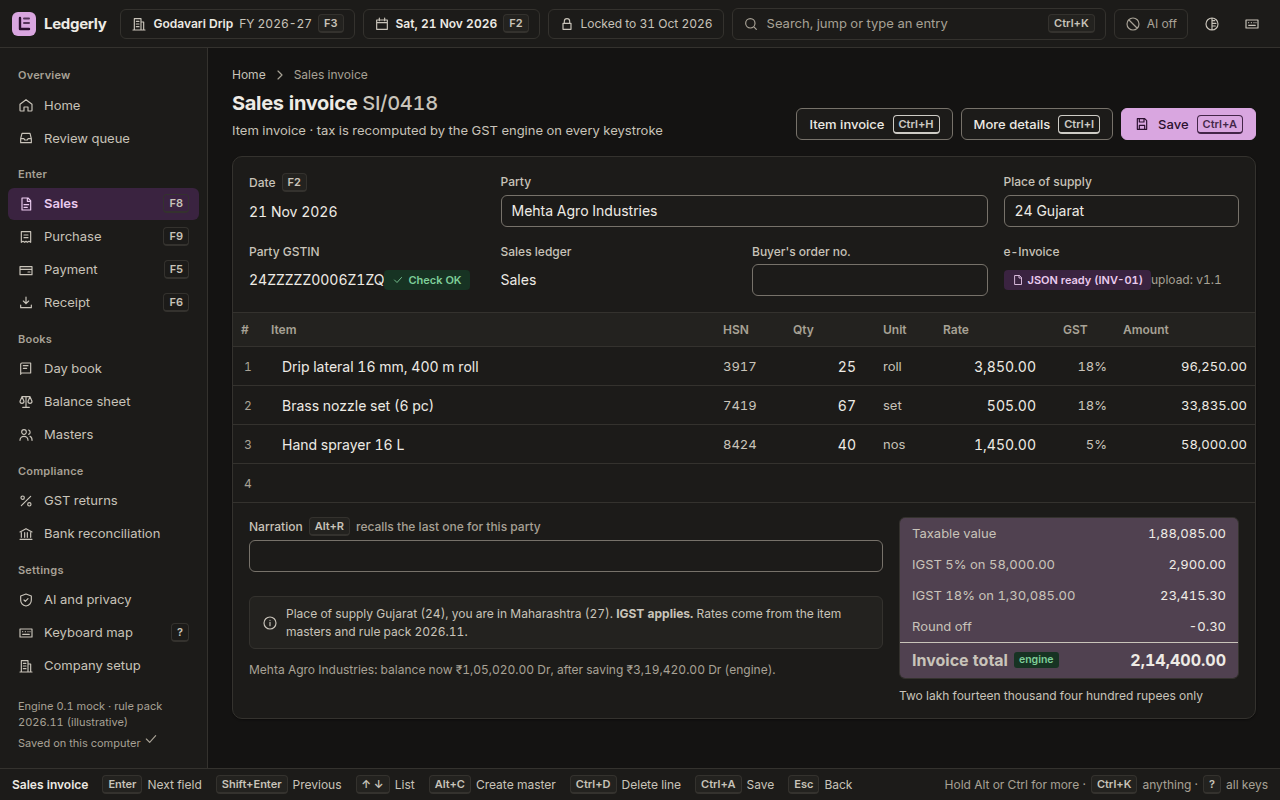 Ledgerly
Godavari Drip FY 2026-27 F3
Sat, 21 Nov 2026 F2
Locked to 31 Oct 2026
Search, jump or type an entry Ctrl+K
AI off
Overview
Home
Review queue
Enter
Sales F8
Purchase F9
Payment F5
Receipt F6
Books
Day book
Balance sheet
Masters
Compliance
GST returns
Bank reconciliation
Settings
AI and privacy
Keyboard map ?
Company setup
Engine 0.1 mock · rule pack
2026.11 (illustrative)
Saved on this computer
Home > Sales invoice
Sales invoice SI/0418
Item invoice · tax is recomputed by the GST engine on every keystroke
Item invoice Ctrl+H
More details Ctrl+I
Save Ctrl+A
Date F2
21 Nov 2026
Party
Mehta Agro Industries
Place of supply
24 Gujarat
Party GSTIN
24ZZZZZ0006Z1ZQ Check OK
Sales ledger
Sales
Buyer's order no.
e-Invoice
JSON ready (INV-01) upload: v1.1
# Item HSN Qty Unit Rate GST Amount
1 Drip lateral 16 mm, 400 m roll 3917 25 roll 3,850.00 18% 96,250.00
2 Brass nozzle set (6 pc) 7419 67 set 505.00 18% 33,835.00
3 Hand sprayer 16 L 8424 40 nos 1,450.00 5% 58,000.00
4
Narration Alt+R recalls the last one for this party
Place of supply Gujarat (24), you are in Maharashtra (27). IGST applies. Rates come from the item
masters and rule pack 2026.11.
Mehta Agro Industries: balance now ₹1,05,020.00 Dr, after saving ₹3,19,420.00 Dr (engine).
Taxable value 1,88,085.00
IGST 5% on 58,000.00 2,900.00
IGST 18% on 1,30,085.00 23,415.30
Round off -0.30
Invoice total engine 2,14,400.00
Two lakh fourteen thousand four hundred rupees only
Sales invoice Enter Next field Shift+Enter Previous ↑↓ List Alt+C Create master Ctrl+D Delete line Ctrl+A Save Esc Back
Hold Alt or Ctrl for more · Ctrl+K anything · ? all keys